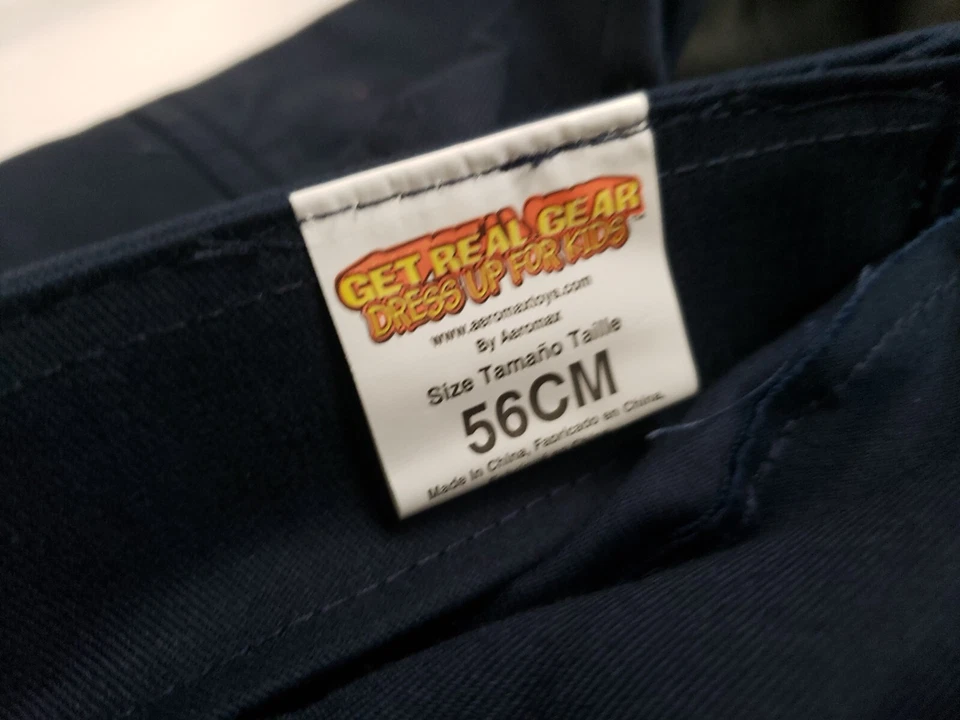 GET REAL GEAR™
DRESS UP FOR KIDS
www.aeromaxtoys.com
By Aeromax
Size Tamaño Taille
56CM
Made In China, Fabricado en China.